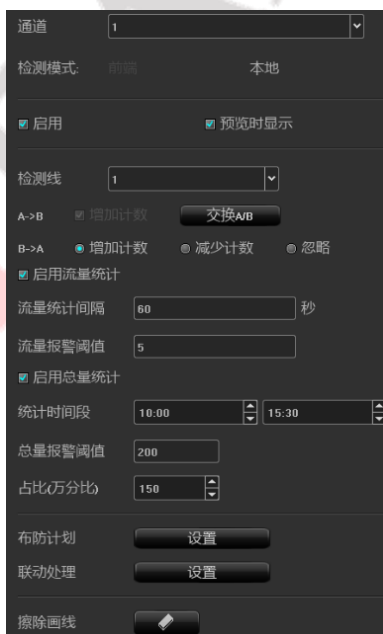 通道 1
检测模式: 前端 本地
启用 预览时显示
检测线 1
A->B 增加计数 交换A/B
B->A 增加计数 减少计数 忽略
启用流量统计
流量统计间隔 60 秒
流量报警阈值 5
启用总量统计
统计时间段 10:00 15:30
总量报警阈值 200
占比(万分比) 150
布防计划 设置
联动处理 设置
擦除画线